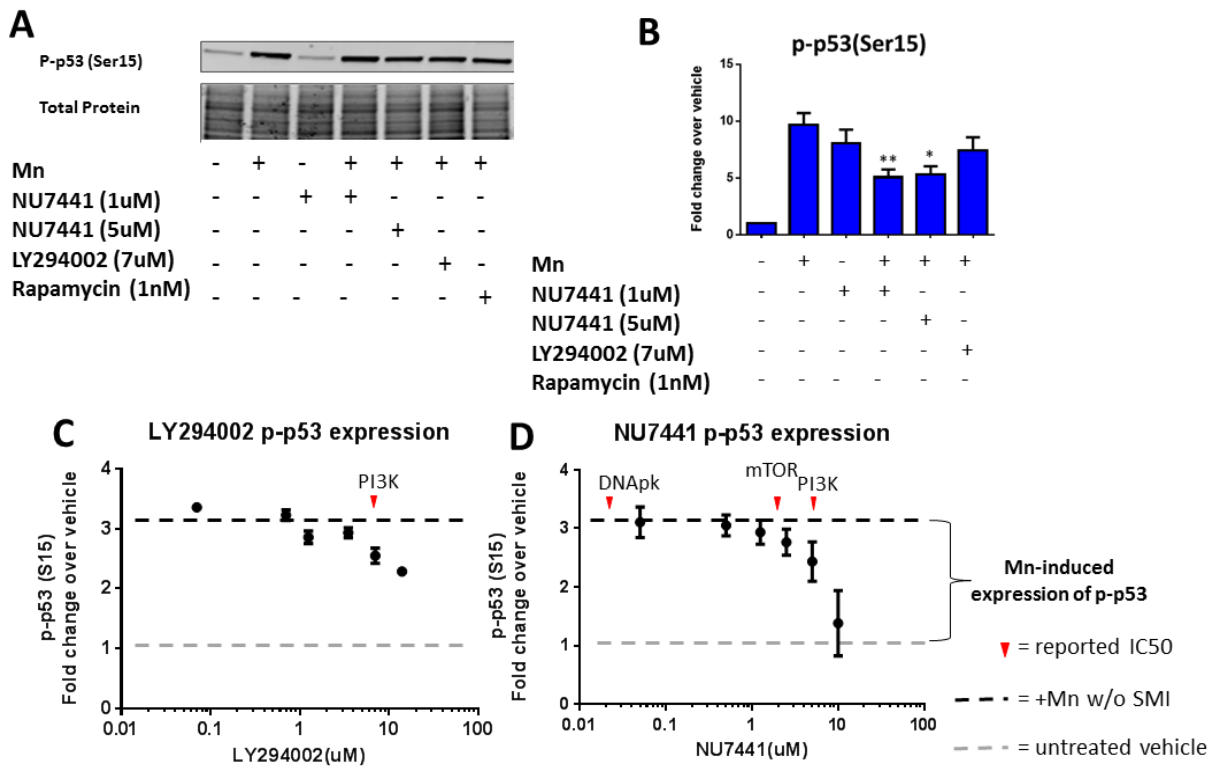 A
P-p53 (Ser15)
Total Protein
Mn - + - + + + +
NU7441 (1uM) - - + + - - -
NU7441 (5uM) - - - - + - -
LY294002 (7uM) - - - - - + -
Rapamycin (1nM) - - - - - - +
B
p-p53(Ser15)
Fold change over vehicle
15
10
5
0
** *
Mn - + - + + +
NU7441 (1uM) - - + + - -
NU7441 (5uM) - - - - + -
LY294002 (7uM) - - - - - +
Rapamycin (1nM) - - - - - -
C
LY294002 p-p53 expression
p-p53 (S15)
Fold change over vehicle
4
3
2
1
0
PI3K
0.01 0.1 1 10 100
LY294002(uM)
D
NU7441 p-p53 expression
p-p53 (S15)
Fold change over vehicle
4
3
2
1
0
DNApk
mTOR
PI3K
0.01 0.1 1 10 100
NU7441(uM)
Mn-induced
expression of p-p53
= reported IC50
= +Mn w/o SMI
= untreated vehicle